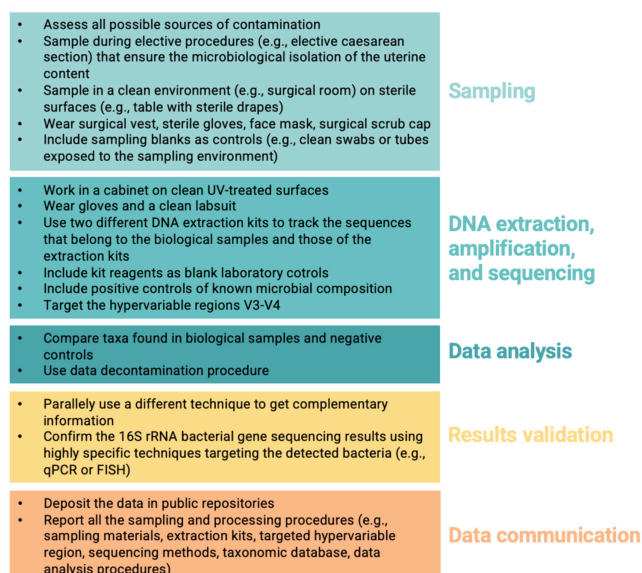 • Assess all possible sources of contamination
• Sample during elective procedures (e.g., elective caesarean
section) that ensure the microbiological isolation of the uterine
content
• Sample in a clean environment (e.g., surgical room) on sterile
surfaces (e.g., table with sterile drapes)
• Wear surgical vest, sterile gloves, face mask, surgical scrub cap
• Include sampling blanks as controls (e.g., clean swabs or tubes
exposed to the sampling environment)
Sampling
• Work in a cabinet on clean UV-treated surfaces
• Wear gloves and a clean labsuit
• Use two different DNA extraction kits to track the sequences
that belong to the biological samples and those of the
extraction kits
• Include kit reagents as blank laboratory cotrols
• Include positive controls of known microbial composition
• Target the hypervariable regions V3-V4
DNA extraction,
amplification,
and sequencing
• Compare taxa found in biological samples and negative
controls
• Use data decontamination procedure
Data analysis
• Parallely use a different technique to get complementary
information
• Confirm the 16S rRNA bacterial gene sequencing results using
highly specific techniques targeting the detected bacteria (e.g.,
qPCR or FISH)
Results validation
• Deposit the data in public repositories
• Report all the sampling and processing procedures (e.g.,
sampling materials, extraction kits, targeted hypervariable
region, sequencing methods, taxonomic database, data
analysis procedures)
Data communication